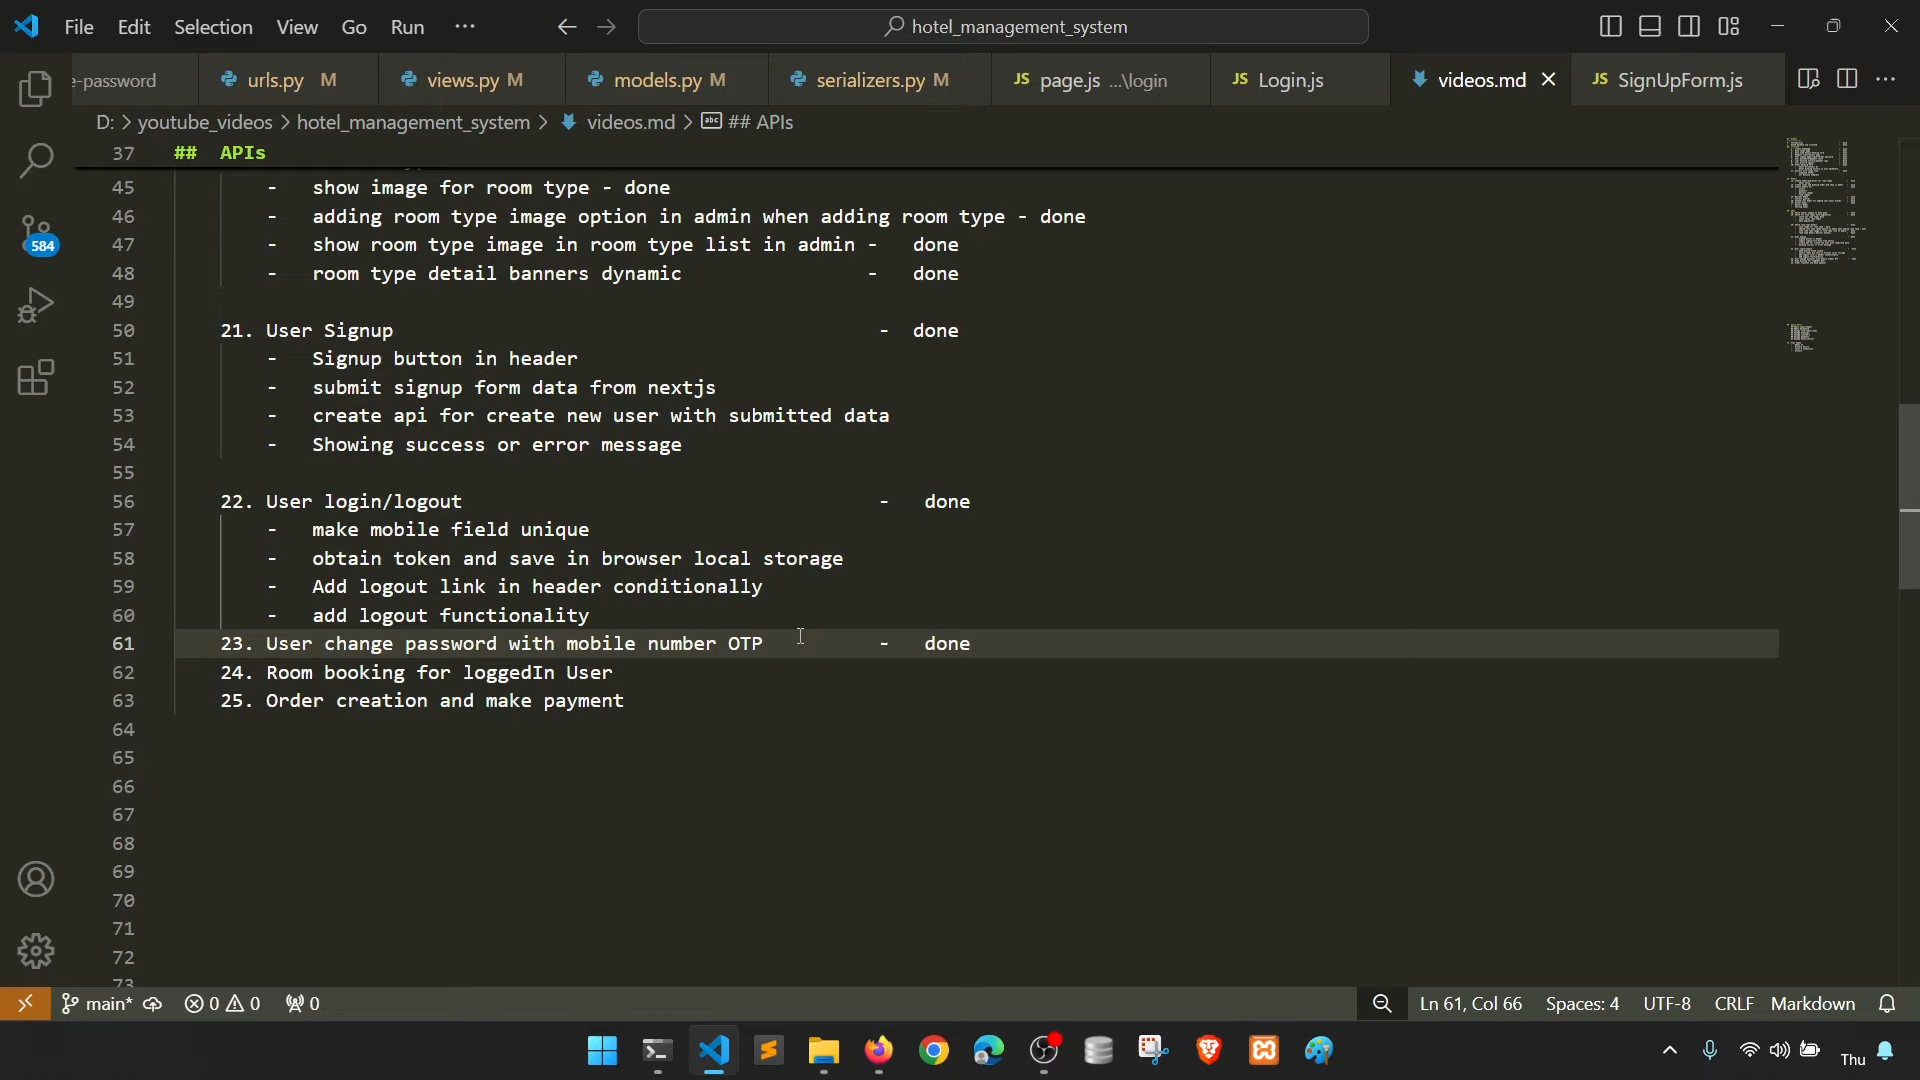 File Edit Selection View Go Run ··· hotel_management_system
e-password urls.py M views.py M models.py M serializers.py M JS page.js ...\login JS Login.js videos.md JS SignUpForm.js
D: > youtube_videos > hotel_management_system > videos.md > abc ## APIs
37 ## APIs
45 - show image for room type - done
46 - adding room type image option in admin when adding room type - done
47 - show room type image in room type list in admin - done
48 - room type detail banners dynamic - done
49
50 21. User Signup - done
51 - Signup button in header
52 - submit signup form data from nextjs
53 - create api for create new user with submitted data
54 - Showing success or error message
55
56 22. User login/logout - done
57 - make mobile field unique
58 - obtain token and save in browser local storage
59 - Add logout link in header conditionally
60 - add logout functionality
61 23. User change password with mobile number OTP - done
62 24. Room booking for loggedIn User
63 25. Order creation and make payment
64
65
66
67
68
69
70
71
72
73
584
main* 0 0 0 Ln 61, Col 66 Spaces: 4 UTF-8 CRLF Markdown
Thu